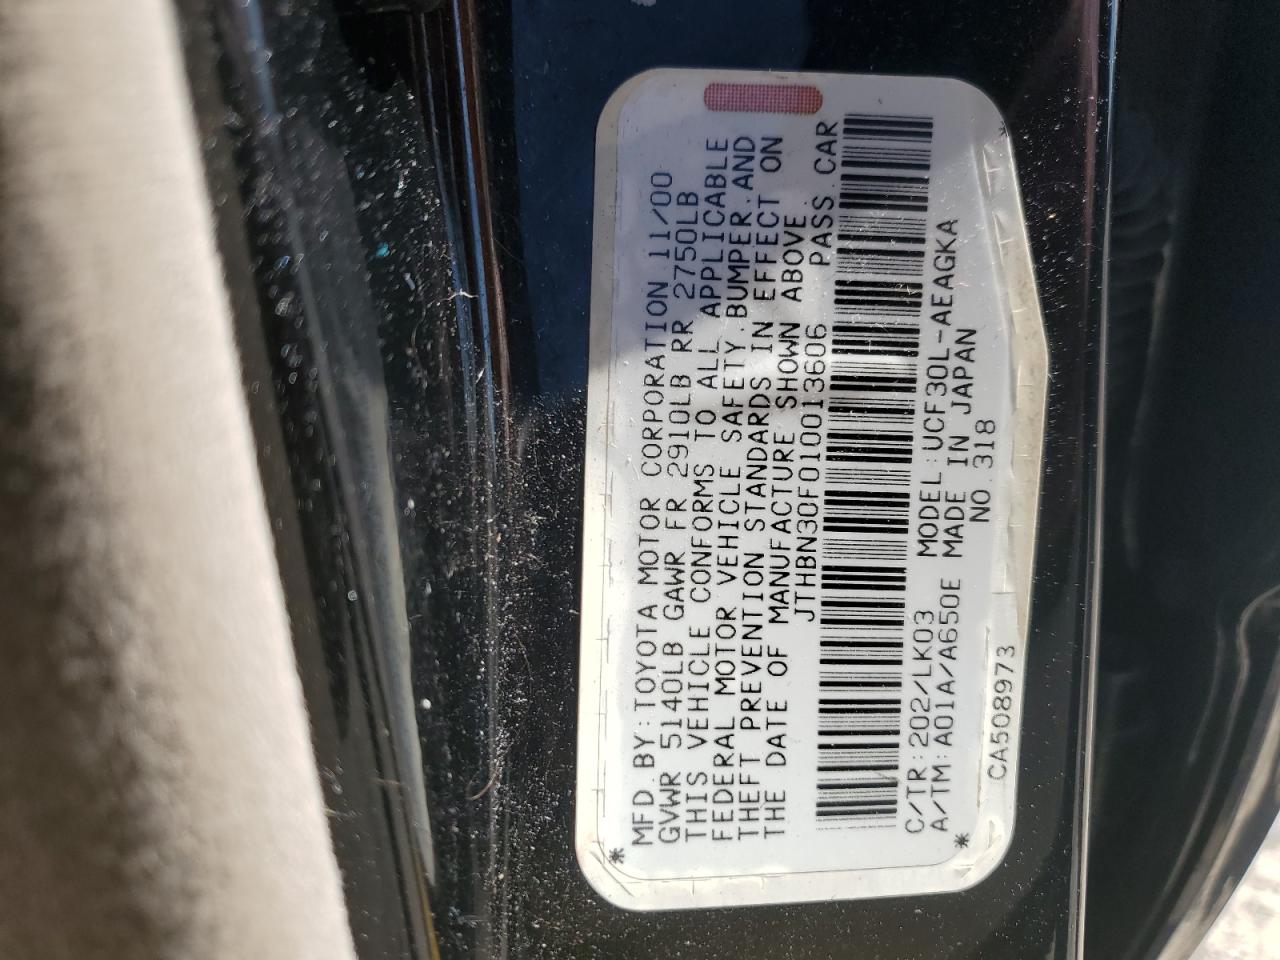 MFD. BY: TOYOTA MOTOR CORPORATION 11/00
GVWR 5140LB GAWR FR 2910LB RR 2750LB
THIS VEHICLE CONFORMS TO ALL APPLICABLE
FEDERAL MOTOR VEHICLE SAFETY, BUMPER, AND
THEFT PREVENTION STANDARDS IN EFFECT ON
THE DATE OF MANUFACTURE SHOWN ABOVE.
JTHBN30F010013606 PASS. CAR
C/TR: 202/LK03 MODEL: UCF30L-AEAGKA
A/TM: A01A/A650E MADE IN JAPAN
NO. 318
CA508973